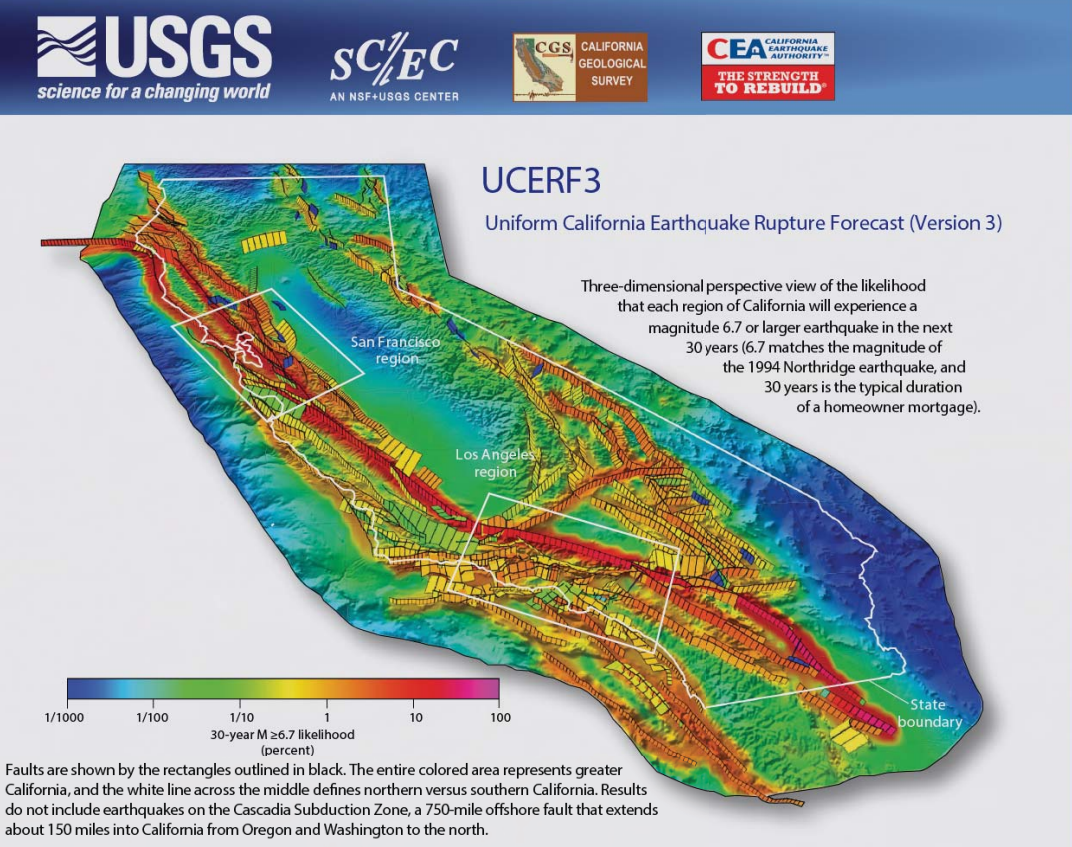 USGS
science for a changing world
SC/EC
AN NSF+USGS CENTER
CGS
CALIFORNIA
GEOLOGICAL
SURVEY
CEA CALIFORNIA
EARTHQUAKE
AUTHORITY™
THE STRENGTH
TO REBUILD®
UCERF3
Uniform California Earthquake Rupture Forecast (Version 3)
Three-dimensional perspective view of the likelihood
that each region of California will experience a
magnitude 6.7 or larger earthquake in the next
30 years (6.7 matches the magnitude of
the 1994 Northridge earthquake, and
30 years is the typical duration
of a homeowner mortgage).
San Francisco
region
Los Angeles
region
State
boundary
1/1000 1/100 1/10 1 10 100
30-year M ≥6.7 likelihood
(percent)
Faults are shown by the rectangles outlined in black. The entire colored area represents greater
California, and the white line across the middle defines northern versus southern California. Results
do not include earthquakes on the Cascadia Subduction Zone, a 750-mile offshore fault that extends
about 150 miles into California from Oregon and Washington to the north.